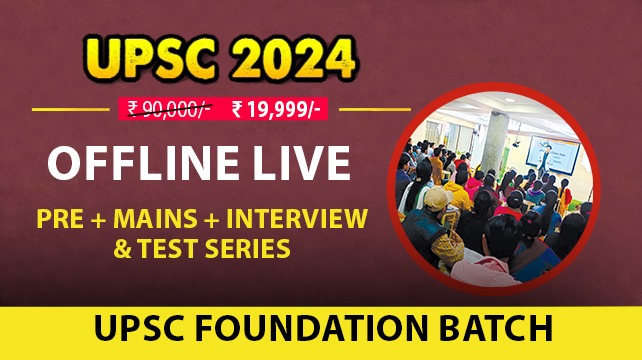 UPSC 2024
₹ 90,000/- ₹ 19,999/-
OFFLINE LIVE
PRE + MAINS + INTERVIEW
& TEST SERIES
UPSC FOUNDATION BATCH